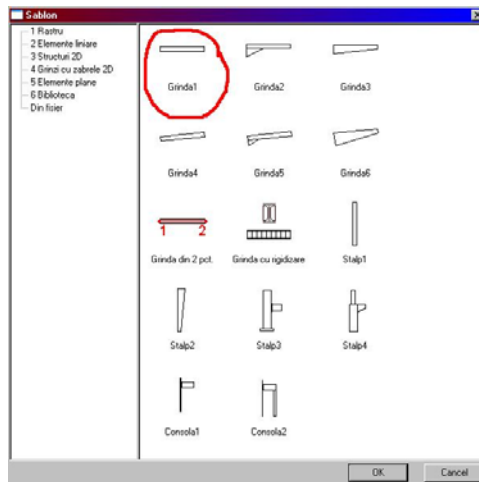 Sablon
1 Rastru
2 Elemente liniare
3 Structuri 2D
4 Grinzi cu zabrele 2D
5 Elemente plane
6 Biblioteca
Din fisier
Grinda1 Grinda2 Grinda3
Grinda4 Grinda5 Grinda6
1 2
Grinda din 2 pct. Grinda cu rigidizare Stalp1
Stalp2 Stalp3 Stalp4
Consola1 Consola2
OK Cancel